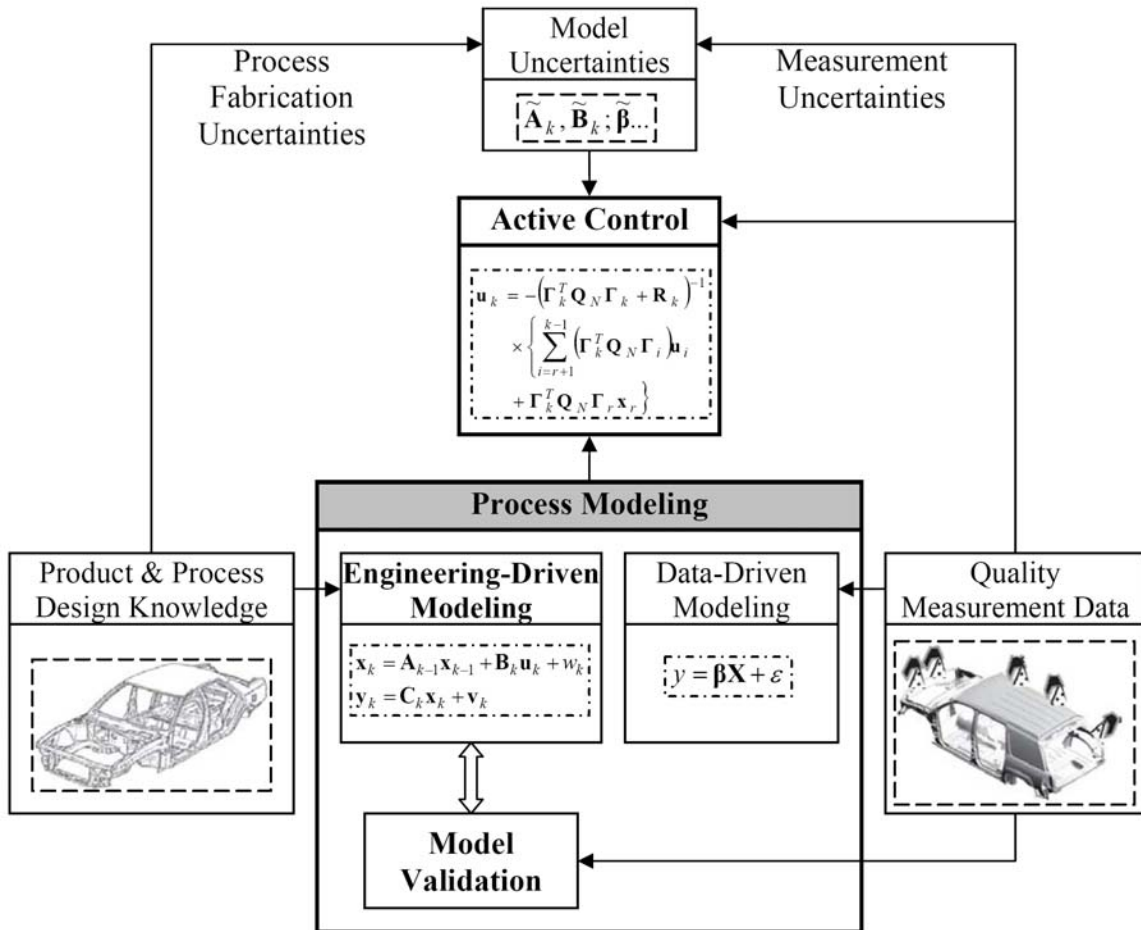 Model
Uncertainties
Ã_k, B̃_k; β̃...
Process
Fabrication
Uncertainties
Measurement
Uncertainties
Active Control
u_k = -(Γ_k^T Q_N Γ_k + R_k)^{-1}
× {∑_{i=r+1}^{k-1} (Γ_k^T Q_N Γ_i) u_i
+ Γ_k^T Q_N Γ_r x_r}
Process Modeling
Product & Process
Design Knowledge
Engineering-Driven
Modeling
x_k = A_{k-1} x_{k-1} + B_k u_k + w_k
y_k = C_k x_k + v_k
Data-Driven
Modeling
y = βX + ε
Quality
Measurement Data
Model
Validation